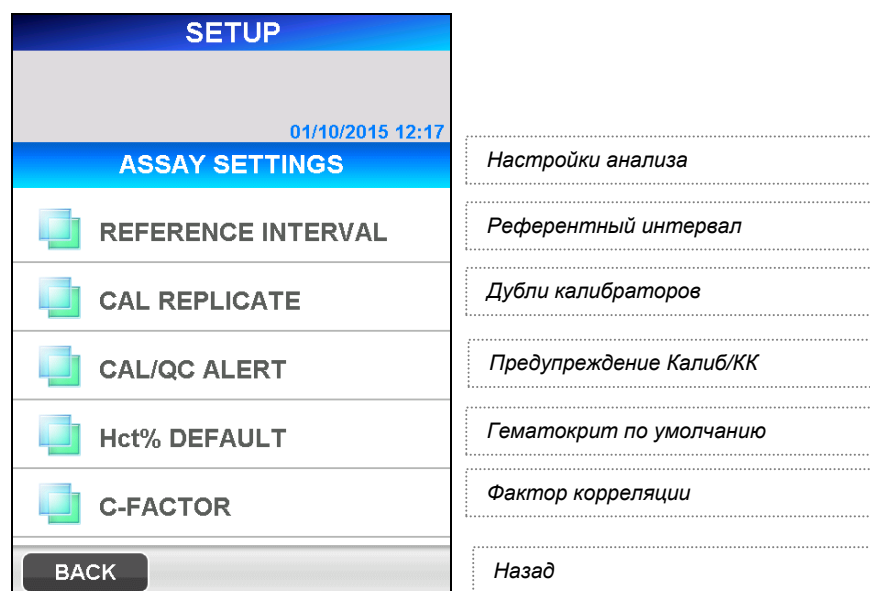 SETUP
01/10/2015 12:17
ASSAY SETTINGS
Настройки анализа
REFERENCE INTERVAL
Референтный интервал
CAL REPLICATE
Дубли калибраторов
CAL/QC ALERT
Предупреждение Калиб/КК
Hct% DEFAULT
Гематокрит по умолчанию
C-FACTOR
Фактор корреляции
BACK
Назад